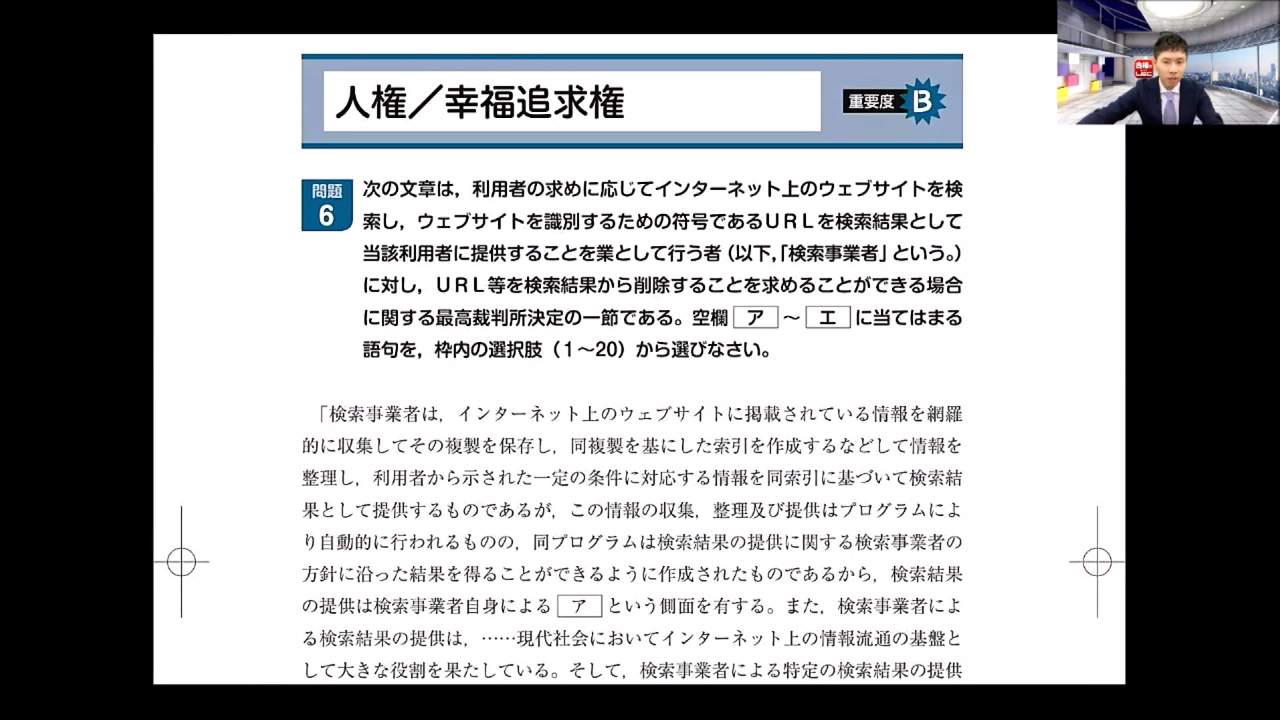 人権／幸福追求権
重要度 B
問題 6
次の文章は，利用者の求めに応じてインターネット上のウェブサイトを検
索し，ウェブサイトを識別するための符号であるＵＲＬを検索結果として
当該利用者に提供することを業として行う者（以下，「検索事業者」という。）
に対し，ＵＲＬ等を検索結果から削除することを求めることができる場合
に関する最高裁判所決定の一節である。空欄 ア ～ エ に当てはまる
語句を，枠内の選択肢（１～20）から選びなさい。
「検索事業者は，インターネット上のウェブサイトに掲載されている情報を網羅
的に収集してその複製を保存し，同複製を基にした索引を作成するなどして情報を
整理し，利用者から示された一定の条件に対応する情報を同索引に基づいて検索結
果として提供するものであるが，この情報の収集，整理及び提供はプログラムによ
り自動的に行われるものの，同プログラムは検索結果の提供に関する検索事業者の
方針に沿った結果を得ることができるように作成されたものであるから，検索結果
の提供は検索事業者自身による ア という側面を有する。また，検索事業者によ
る検索結果の提供は，……現代社会においてインターネット上の情報流通の基盤と
して大きな役割を果たしている。そして，検索事業者による特定の検索結果の提供
合格の
LEC